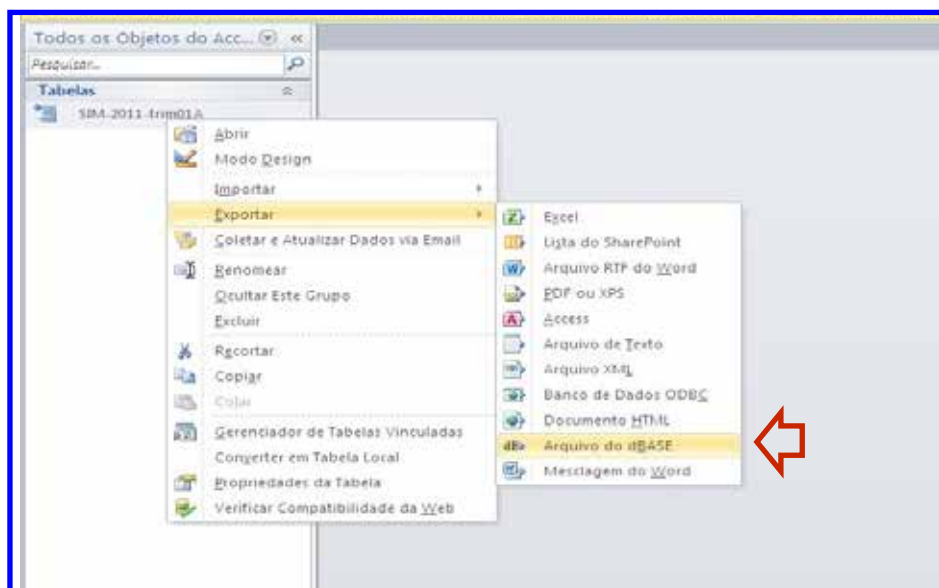 Todos os Objetos do Acc...
Pesquisar...
Tabelas
SIM-2011-trim01A
Abrir
Modo Design
Importar
Exportar
Coletar e Atualizar Dados via Email
Renomear
Ocultar Este Grupo
Excluir
Recortar
Copiar
Colar
Gerenciador de Tabelas Vinculadas
Converter em Tabela Local
Propriedades da Tabela
Verificar Compatibilidade da Web
Excel
Lista do SharePoint
Arquivo RTF do Word
PDF ou XPS
Access
Arquivo de Texto
Arquivo XML
Banco de Dados ODBC
Documento HTML
Arquivo do dBASE
Mesclagem do Word